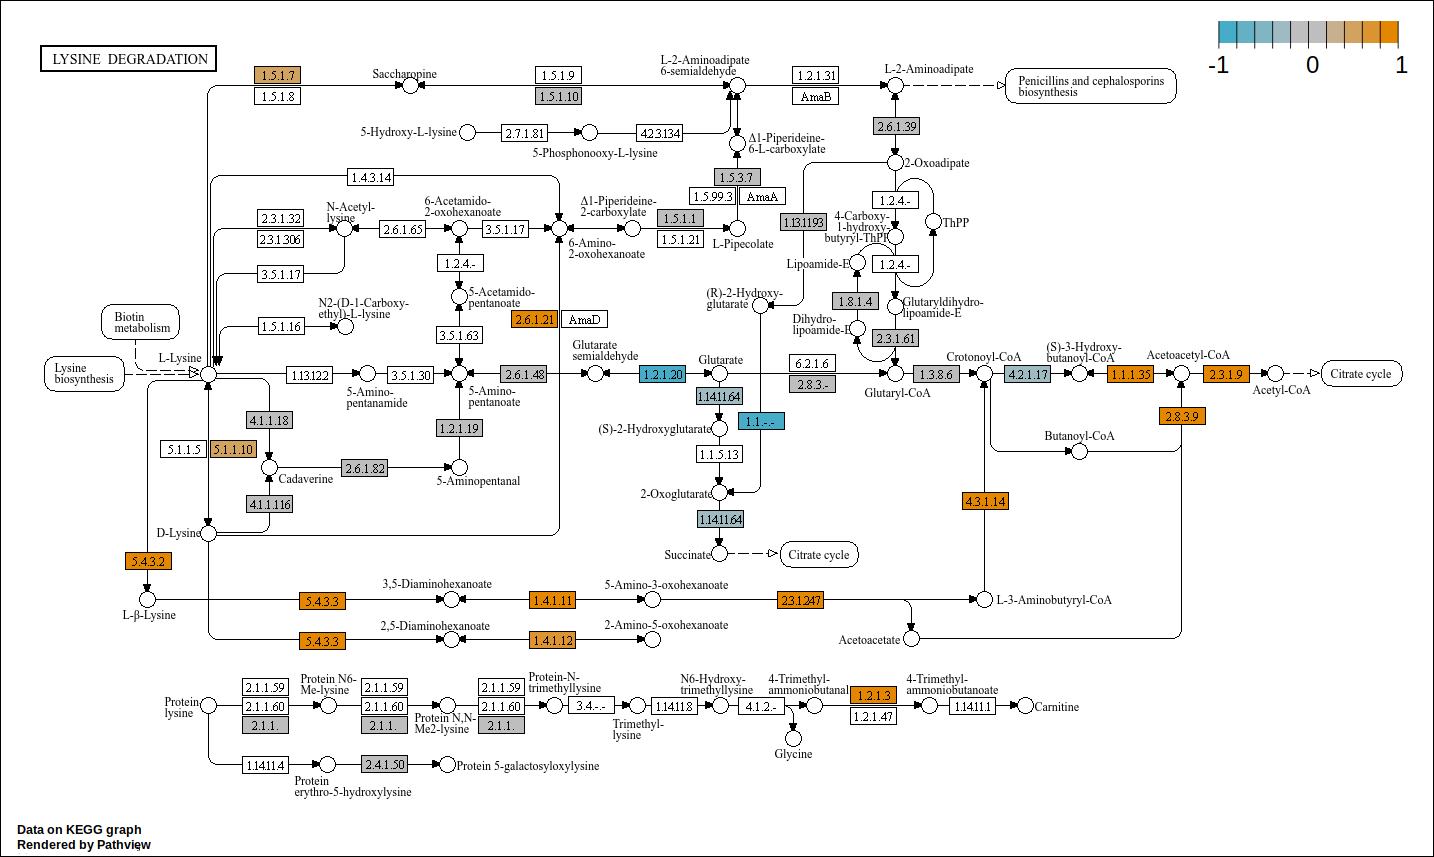 LYSINE DEGRADATION
-1
0
1
1.5.1.7
1.5.1.8
Saccharopine
1.5.1.9
1.5.1.10
L-2-Aminoadipate
6-semialdehyde
1.2.1.31
AmaB
L-2-Aminoadipate
Penicillins and cephalosporins
biosynthesis
5-Hydroxy-L-lysine
2.7.1.81
5-Phosphonooxy-L-lysine
4.2.3.134
Δ1-Piperideine-
6-L-carboxylate
2.6.1.39
2-Oxoadipate
1.4.3.14
1.5.3.7
1.5.99.3
AmaA
1.2.4.-
ThPP
2.3.1.32
2.3.1.306
N-Acetyl-
lysine
2.6.1.65
6-Acetamido-
2-oxohexanoate
3.5.1.17
6-Amino-
2-oxohexanoate
Δ1-Piperideine-
2-carboxylate
1.5.1.1
1.5.1.21
L-Pipecolate
1.13.11.93
4-Carboxy-
1-hydroxy-
butyryl-ThPP
Lipoamide-E
1.2.4.-
3.5.1.17
1.2.4.-
5-Acetamido-
pentanoate
N2-(D-1-Carboxy-
ethyl)-L-lysine
1.5.1.16
3.5.1.63
2.6.1.21
AmaD
(R)-2-Hydroxy-
glutarate
1.8.1.4
Dihydro-
lipoamide-E
Glutaryldihydro-
lipoamide-E
2.3.1.61
Biotin
metabolism
Lysine
biosynthesis
L-Lysine
1.13.12.2
5-Amino-
pentanamide
3.5.1.30
5-Amino-
pentanoate
2.6.1.48
Glutarate
semialdehyde
1.2.1.20
Glutarate
6.2.1.6
2.8.3.-
Glutaryl-CoA
1.3.8.6
Crotonoyl-CoA
4.2.1.17
(S)-3-Hydroxy-
butanoyl-CoA
1.1.1.35
Acetoacetyl-CoA
2.3.1.9
Acetyl-CoA
Citrate cycle
4.1.1.18
1.2.1.19
1.14.11.64
(S)-2-Hydroxyglutarate
1.1.-.-
2.8.3.9
Butanoyl-CoA
5.1.1.5
5.1.1.10
Cadaverine
2.6.1.82
5-Aminopentanal
1.1.5.13
2-Oxoglutarate
4.1.1.116
1.14.11.64
4.3.1.14
D-Lysine
Succinate
Citrate cycle
5.4.3.2
L-β-Lysine
5.4.3.3
3,5-Diaminohexanoate
1.4.1.11
5-Amino-3-oxohexanoate
2.3.1.247
L-3-Aminobutyryl-CoA
5.4.3.3
2,5-Diaminohexanoate
1.4.1.12
2-Amino-5-oxohexanoate
Acetoacetate
Protein
lysine
2.1.1.59
2.1.1.60
2.1.1.
Protein N6-
Me-lysine
2.1.1.59
2.1.1.60
2.1.1.
Protein N,N-
Me2-lysine
2.1.1.59
2.1.1.60
2.1.1.
Protein-N-
trimethyllysine
3.4.-.-
Trimethyl-
lysine
1.14.11.8
N6-Hydroxy-
trimethyllysine
4.1.2.-
Glycine
4-Trimethyl-
ammoniobutanal
1.2.1.3
1.2.1.47
4-Trimethyl-
ammoniobutanoate
1.14.11.1
Carnitine
1.14.11.4
Protein
erythro-5-hydroxylysine
2.4.1.50
Protein 5-galactosyloxylysine
Data on KEGG graph
Rendered by Pathview